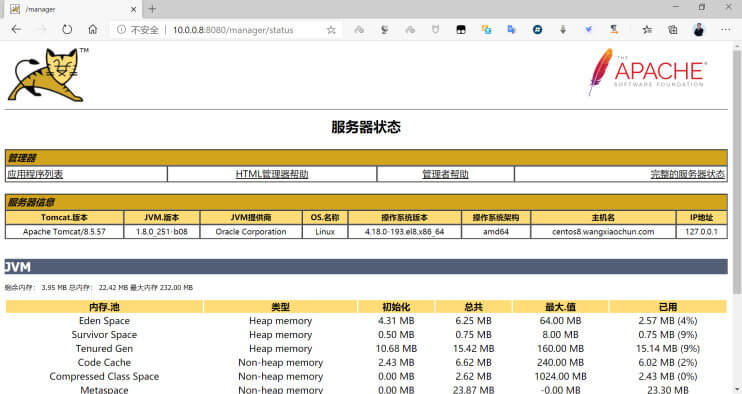 /manager
不安全 10.0.0.8:8080/manager/status
TM
THE
APACHE®
SOFTWARE FOUNDATION
服务器状态
管理器
应用程序列表 HTML管理器帮助 管理者帮助 完整的服务器状态
服务器信息
Tomcat.版本 JVM.版本 JVM提供商 OS.名称 操作系统版本 操作系统架构 主机名 IP地址
Apache Tomcat/8.5.57 1.8.0_251-b08 Oracle Corporation Linux 4.18.0-193.el8.x86_64 amd64 centos8.wangxiaochun.com 127.0.0.1
JVM
剩余内存： 3.95 MB 总内存： 22.42 MB 最大内存 232.00 MB
内存.池 类型 初始化 总共 最大.值 已用
Eden Space Heap memory 4.31 MB 6.25 MB 64.00 MB 2.57 MB (4%)
Survivor Space Heap memory 0.50 MB 0.75 MB 8.00 MB 0.75 MB (9%)
Tenured Gen Heap memory 10.68 MB 15.42 MB 160.00 MB 15.14 MB (9%)
Code Cache Non-heap memory 2.43 MB 6.62 MB 240.00 MB 6.02 MB (2%)
Compressed Class Space Non-heap memory 0.00 MB 2.62 MB 1024.00 MB 2.43 MB (0%)
Metaspace Non-heap memory 0.00 MB 23.87 MB -0.00 MB 23.30 MB